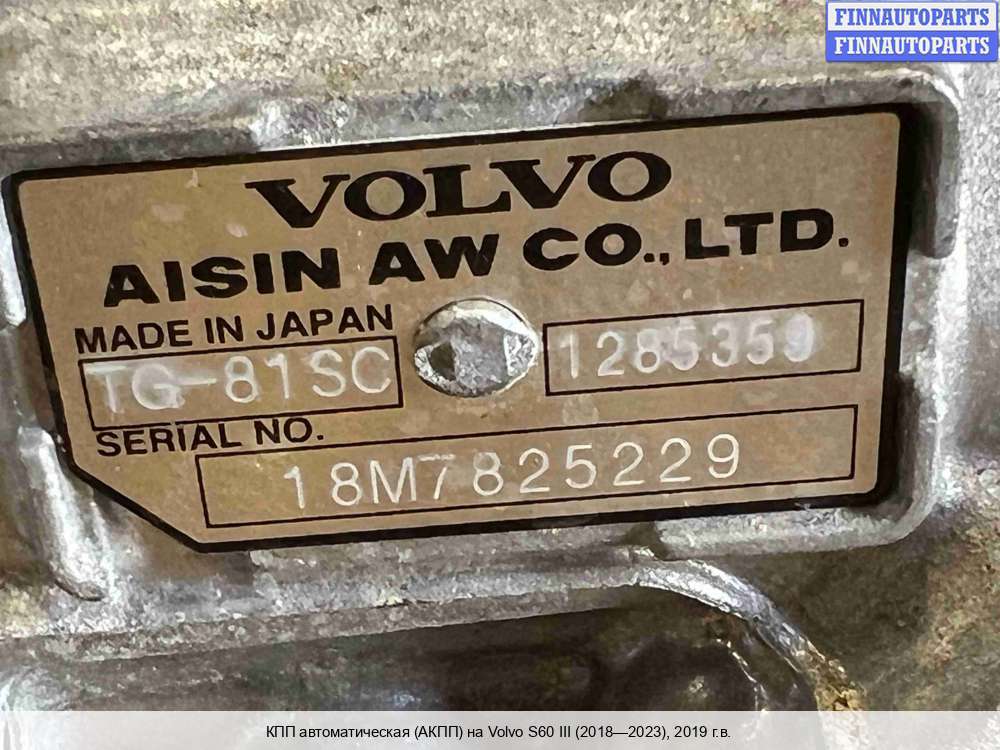 FINNAUTOPARTS
FINNAUTOPARTS
VOLVO
AISIN AW CO., LTD.
MADE IN JAPAN
TG-81SC
1285359
SERIAL NO.
18M7825229
КПП автоматическая (АКПП) на Volvo S60 III (2018—2023), 2019 г.в.